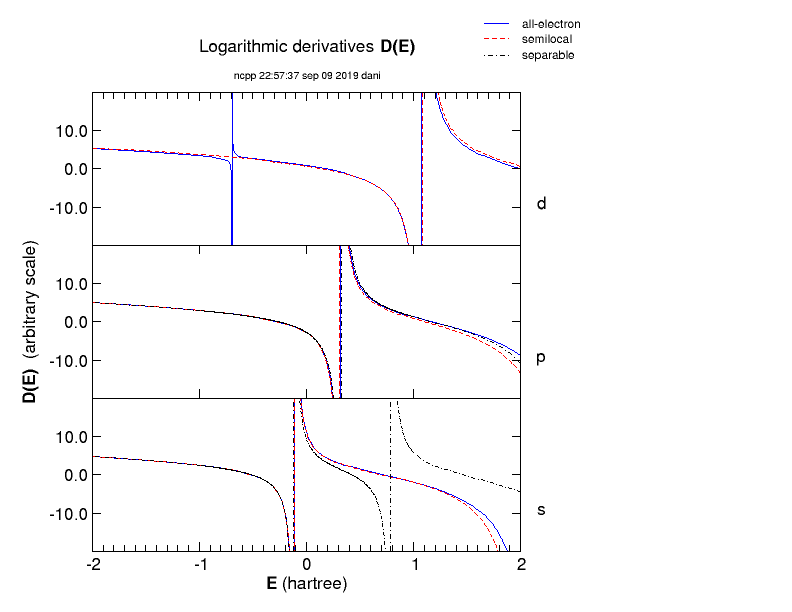 all-electron
semilocal
separable
Logarithmic derivatives D(E)
ncpp 22:57:37 sep 09 2019 dani
10.0
0.0
-10.0
d
10.0
0.0
-10.0
p
10.0
0.0
-10.0
s
D(E) (arbitrary scale)
-2 -1 0 1 2
E (hartree)